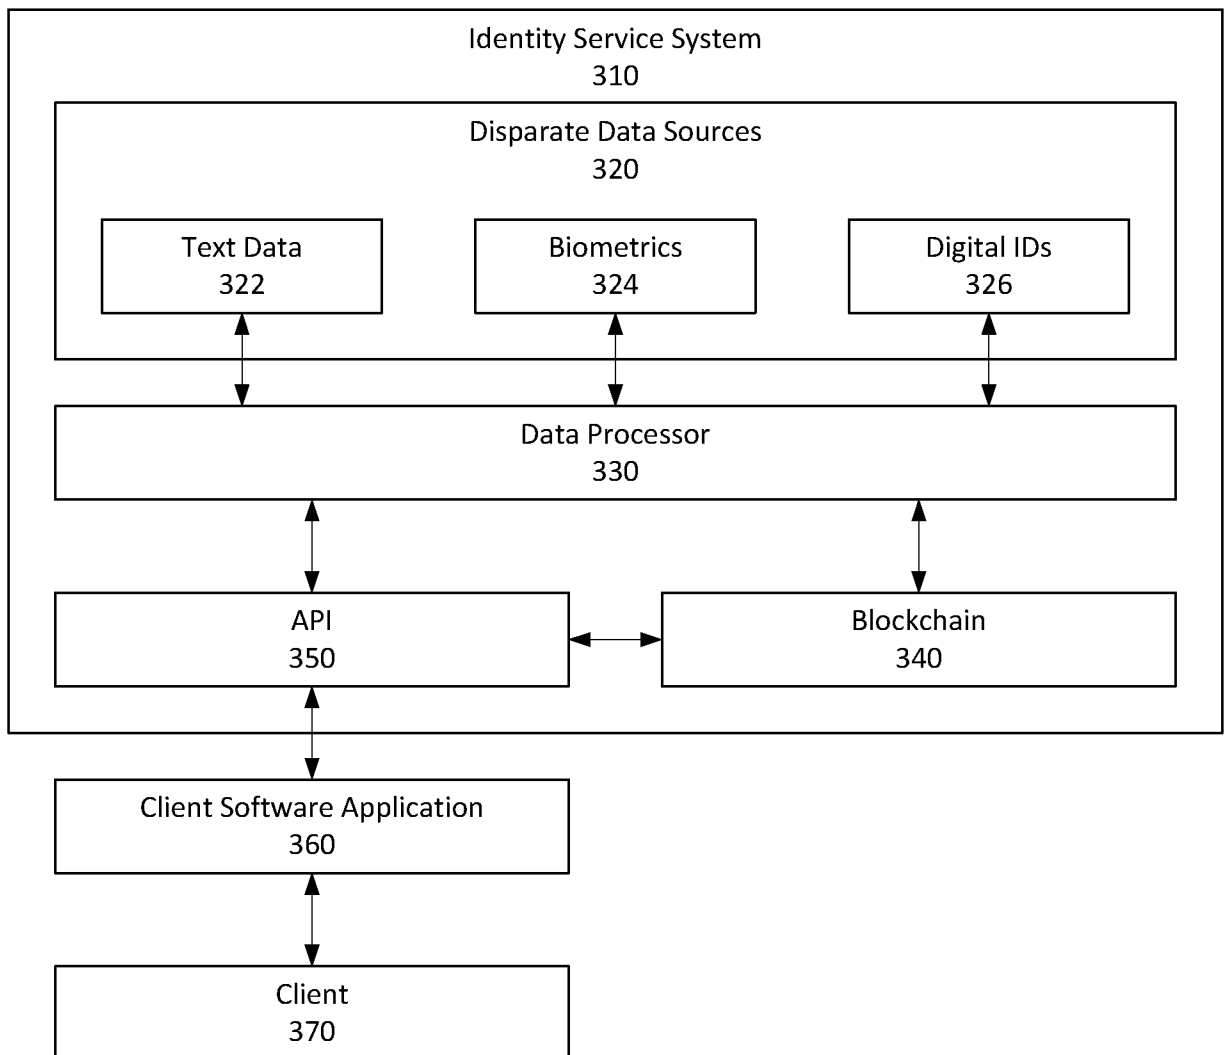 Identity Service System
310
Disparate Data Sources
320
Text Data
322
Biometrics
324
Digital IDs
326
Data Processor
330
API
350
Blockchain
340
Client Software Application
360
Client
370